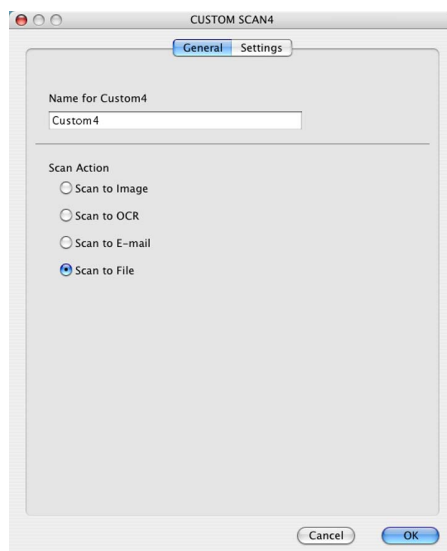 CUSTOM SCAN4
General Settings
Name for Custom4
Custom4
Scan Action
Scan to Image
Scan to OCR
Scan to E-mail
Scan to File
Cancel OK